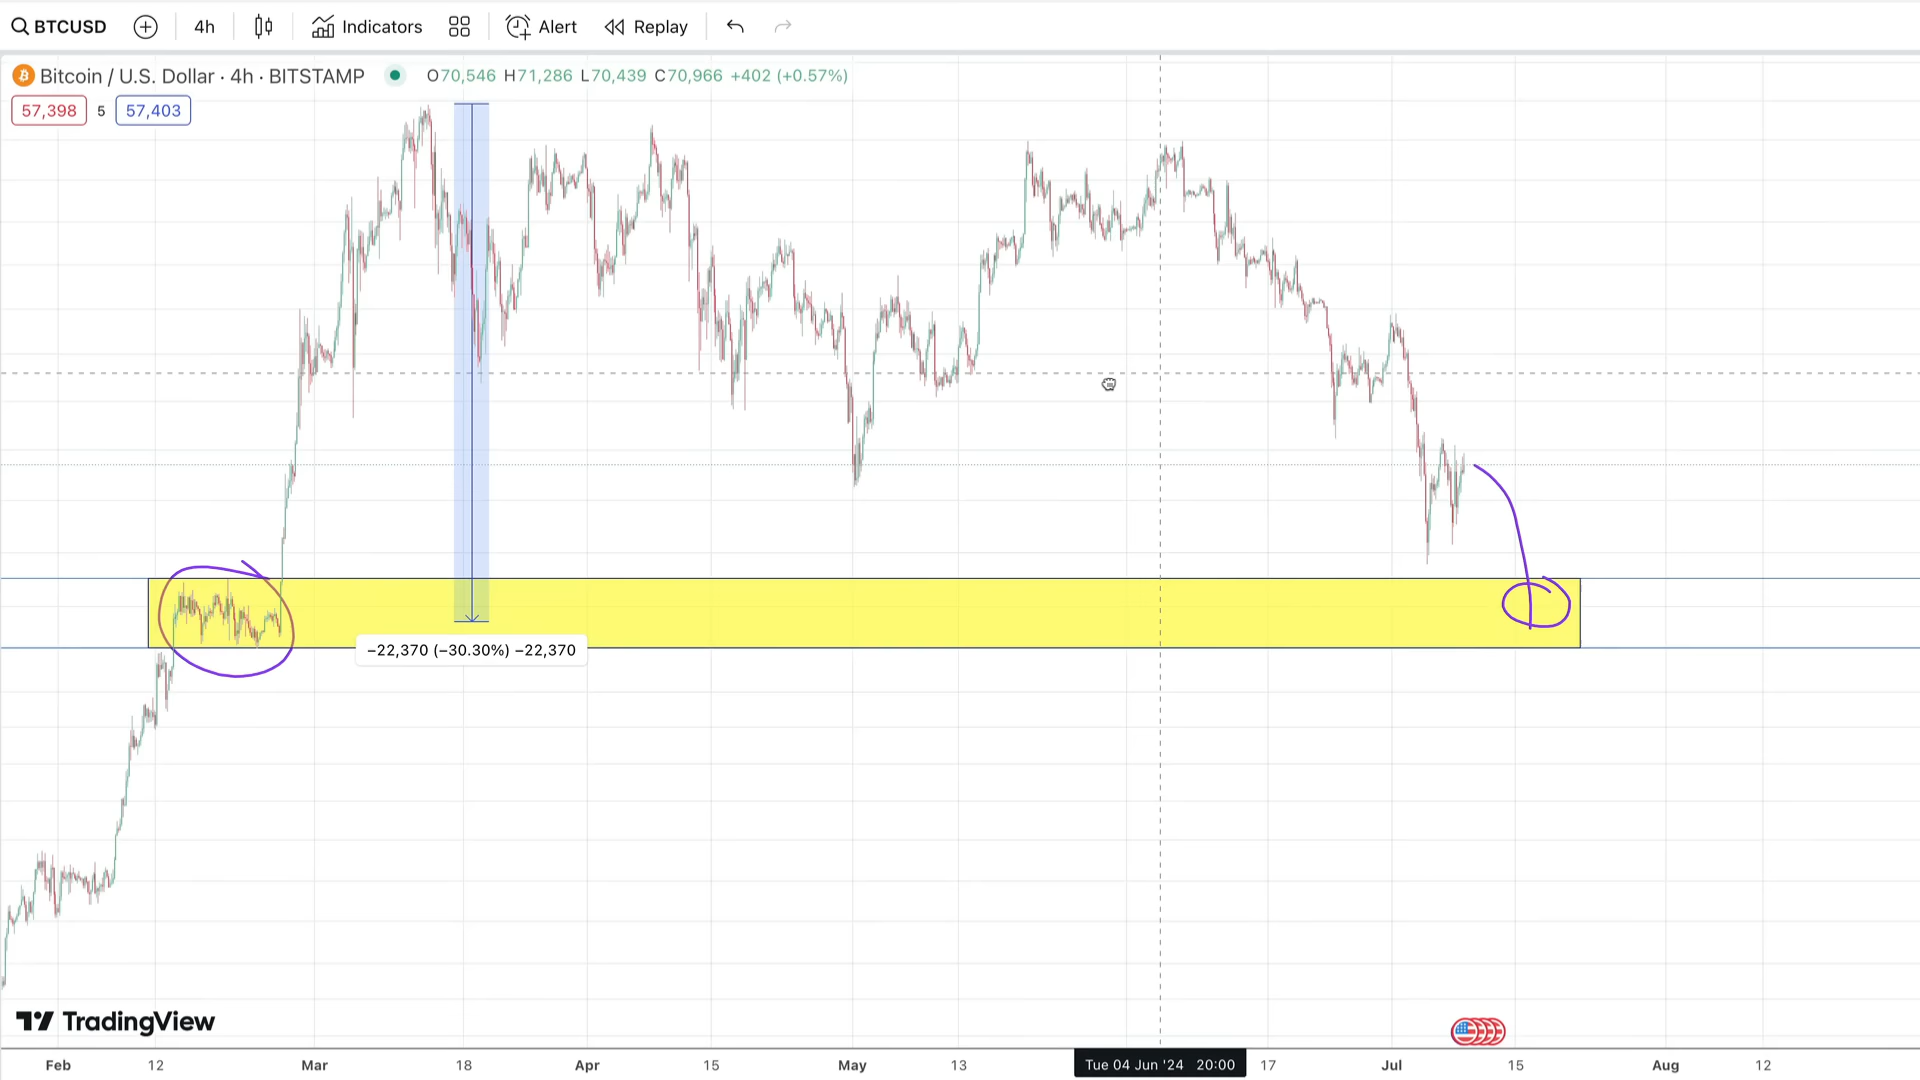 BTCUSD 4h Indicators Alert Replay
Bitcoin / U.S. Dollar · 4h · BITSTAMP O70,546 H71,286 L70,439 C70,966 +402 (+0.57%)
57,398 5 57,403
−22,370 (−30.30%) −22,370
TradingView
Feb 12 Mar 18 Apr 15 May 13 Tue 04 Jun '24 20:00 17 Jul 15 Aug 12